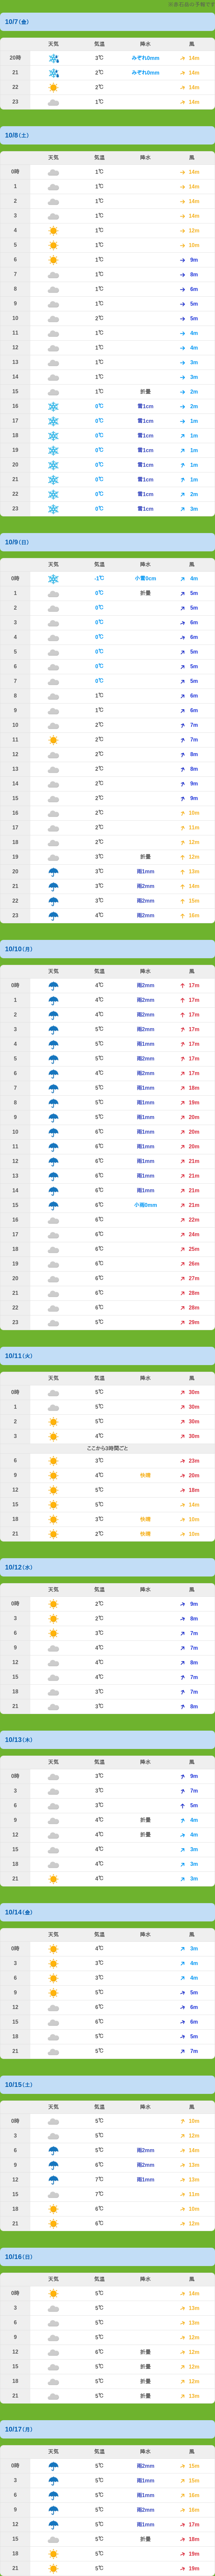 10/7(金)
天気 気温 降水 風
20時 3℃ みぞれ0mm 14m
21 2℃ みぞれ0mm 14m
22 2℃ 14m
23 1℃ 14m
10/8(土)
天気 気温 降水 風
0時 1℃ 14m
1 1℃ 14m
2 1℃ 14m
3 1℃ 14m
4 1℃ 12m
5 1℃ 10m
6 1℃ 9m
7 1℃ 8m
8 1℃ 6m
9 1℃ 5m
10 2℃ 5m
11 1℃ 4m
12 1℃ 4m
13 1℃ 3m
14 1℃ 3m
15 1℃ 折曇 2m
16 0℃ 雪1cm 2m
17 0℃ 雪1cm 1m
18 0℃ 雪1cm 1m
19 0℃ 雪1cm 1m
20 0℃ 雪1cm 1m
21 0℃ 雪1cm 1m
22 0℃ 雪1cm 2m
23 0℃ 雪1cm 3m
10/9(日)
天気 気温 降水 風
0時 -1℃ 小雪0cm 4m
1 0℃ 折曇 5m
2 0℃ 5m
3 0℃ 6m
4 0℃ 6m
5 0℃ 5m
6 0℃ 5m
7 0℃ 5m
8 1℃ 6m
9 1℃ 6m
10 2℃ 7m
11 2℃ 7m
12 2℃ 8m
13 2℃ 8m
14 2℃ 9m
15 2℃ 9m
16 2℃ 10m
17 2℃ 11m
18 2℃ 12m
19 3℃ 折曇 12m
20 3℃ 雨1mm 13m
21 3℃ 雨2mm 14m
22 3℃ 雨2mm 15m
23 4℃ 雨2mm 16m
10/10(月)
天気 気温 降水 風
0時 4℃ 雨2mm 17m
1 4℃ 雨2mm 17m
2 4℃ 雨2mm 17m
3 5℃ 雨2mm 17m
4 5℃ 雨1mm 17m
5 5℃ 雨2mm 17m
6 4℃ 雨2mm 17m
7 5℃ 雨1mm 18m
8 5℃ 雨1mm 19m
9 5℃ 雨1mm 20m
10 6℃ 雨1mm 20m
11 6℃ 雨1mm 20m
12 6℃ 雨1mm 21m
13 6℃ 雨1mm 21m
14 6℃ 雨1mm 21m
15 6℃ 小雨0mm 21m
16 6℃ 22m
17 6℃ 24m
18 6℃ 25m
19 6℃ 26m
20 6℃ 27m
21 6℃ 28m
22 6℃ 28m
23 5℃ 29m
10/11(火)
天気 気温 降水 風
0時 5℃ 30m
1 5℃ 30m
2 5℃ 30m
3 4℃ 30m
ここから3時間ごと
6 3℃ 23m
9 4℃ 快晴 20m
12 5℃ 18m
15 5℃ 14m
18 3℃ 快晴 10m
21 2℃ 快晴 10m
10/12(水)
天気 気温 降水 風
0時 2℃ 9m
3 2℃ 8m
6 3℃ 7m
9 4℃ 7m
12 4℃ 8m
15 4℃ 7m
18 3℃ 7m
21 3℃ 8m
10/13(木)
天気 気温 降水 風
0時 3℃ 9m
3 3℃ 7m
6 3℃ 5m
9 4℃ 折曇 4m
12 4℃ 折曇 4m
15 4℃ 3m
18 4℃ 3m
21 4℃ 3m
10/14(金)
天気 気温 降水 風
0時 4℃ 3m
3 3℃ 4m
6 3℃ 4m
9 5℃ 5m
12 6℃ 6m
15 6℃ 6m
18 5℃ 5m
21 5℃ 7m
10/15(土)
天気 気温 降水 風
0時 5℃ 10m
3 5℃ 12m
6 5℃ 雨2mm 14m
9 6℃ 雨2mm 13m
12 7℃ 雨1mm 13m
15 7℃ 11m
18 6℃ 10m
21 6℃ 12m
10/16(日)
天気 気温 降水 風
0時 5℃ 14m
3 5℃ 13m
6 5℃ 13m
9 5℃ 12m
12 6℃ 折曇 12m
15 5℃ 折曇 12m
18 5℃ 折曇 12m
21 5℃ 折曇 13m
10/17(月)
天気 気温 降水 風
0時 5℃ 雨2mm 15m
3 5℃ 雨1mm 15m
6 5℃ 雨1mm 16m
9 5℃ 雨2mm 16m
12 5℃ 雨1mm 17m
15 5℃ 折曇 18m
18 5℃ 19m
21 5℃ 19m